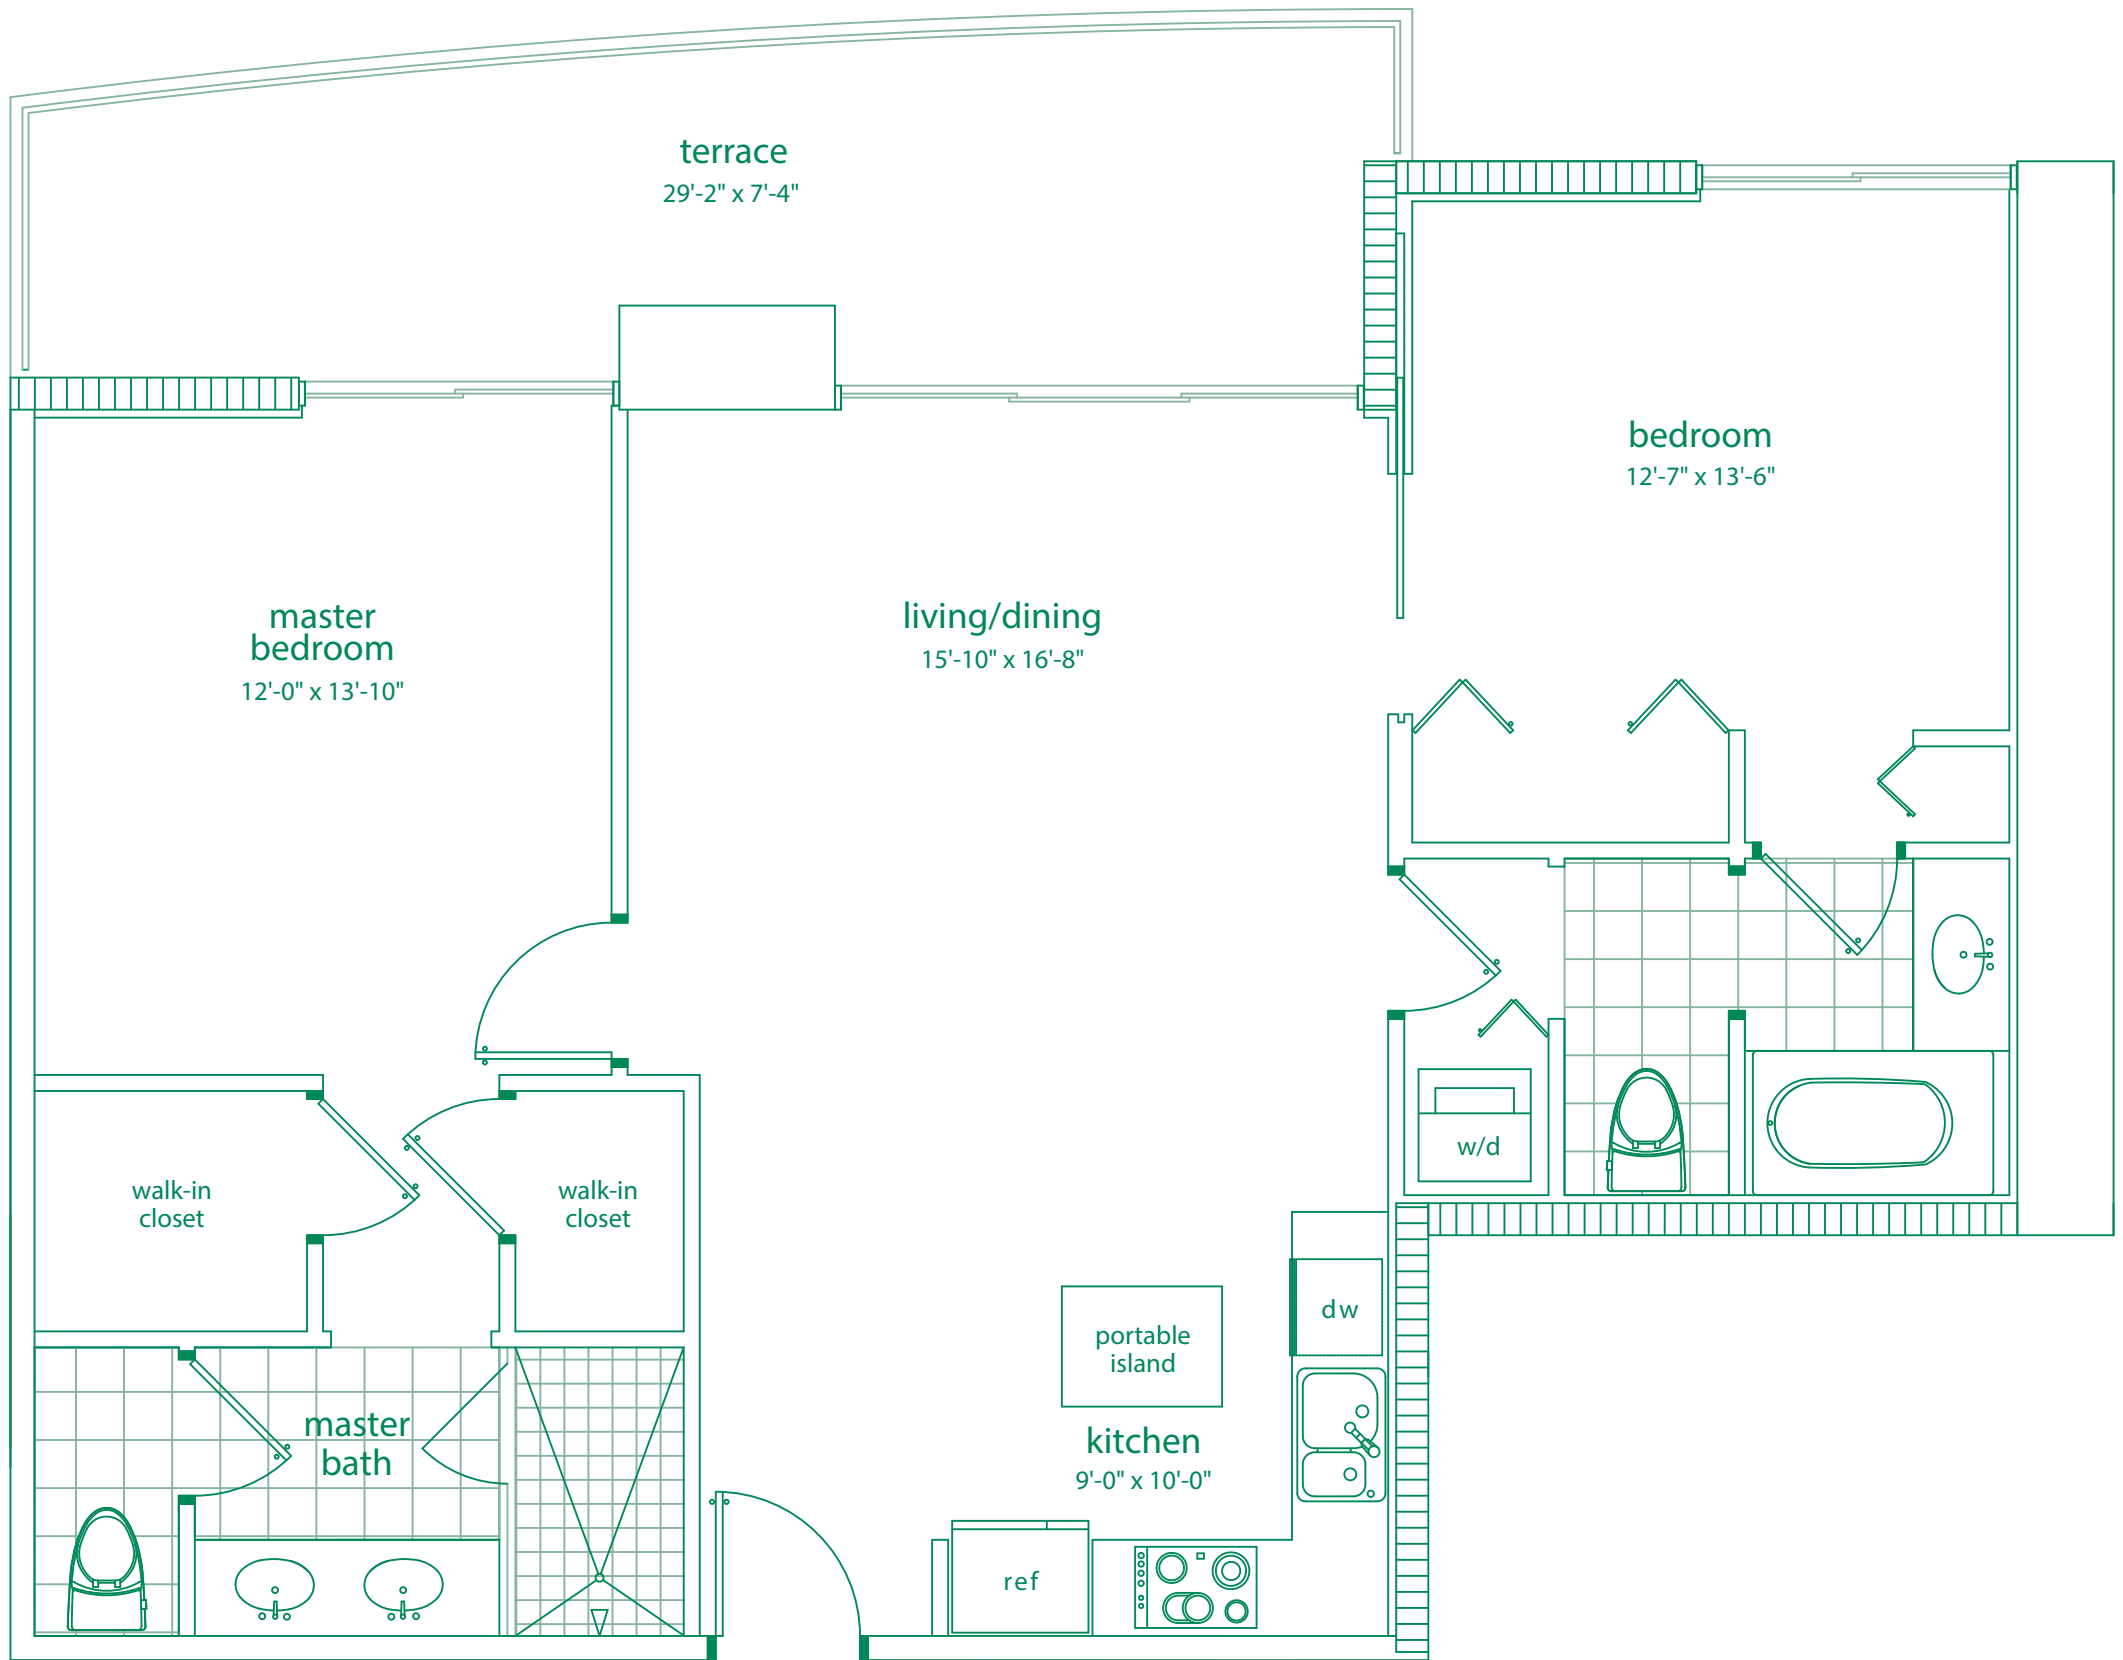 terrace
29'-2" x 7'-4"
bedroom
12'-7" x 13'-6"
master
bedroom
12'-0" x 13'-10"
living/dining
15'-10" x 16'-8"
w/d
walk-in
closet
walk-in
closet
dw
portable
island
master
bath
kitchen
9'-0" x 10'-0"
ref